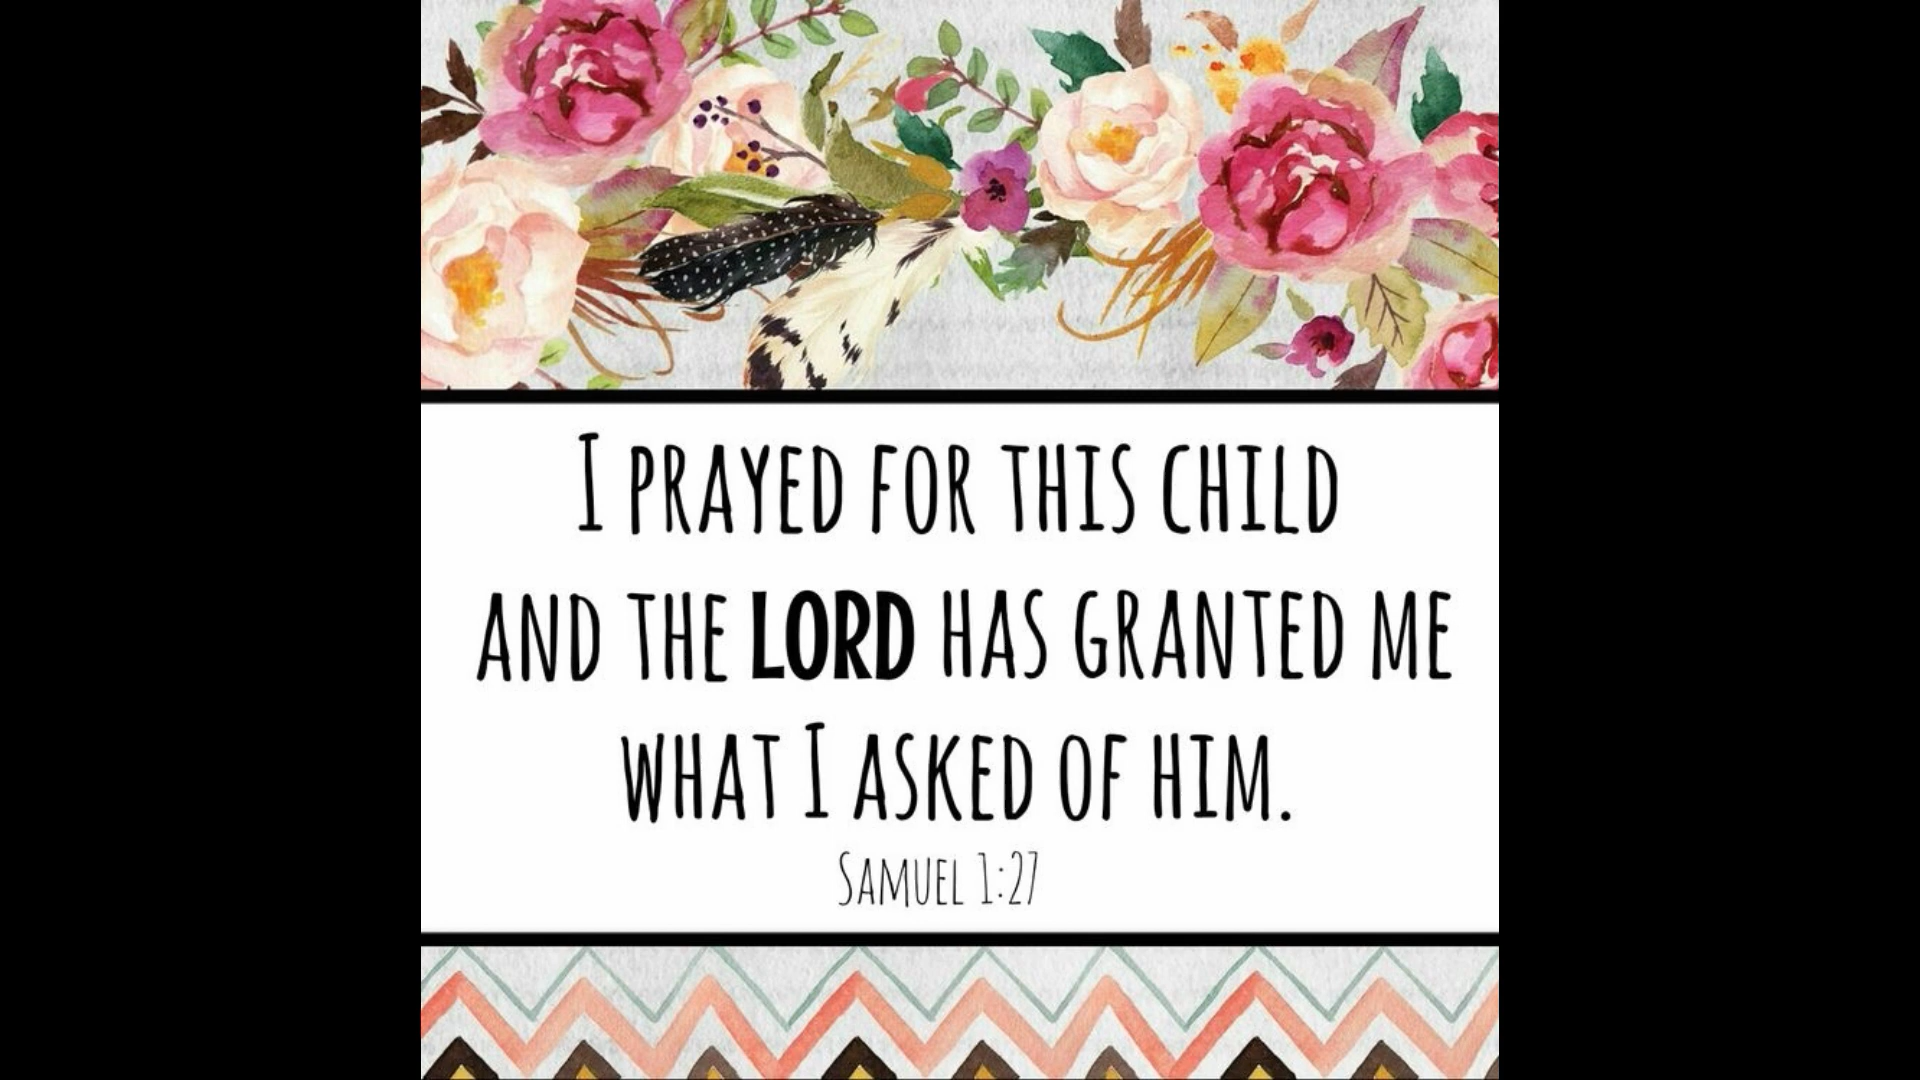 I PRAYED FOR THIS CHILD
AND THE LORD HAS GRANTED ME
WHAT I ASKED OF HIM.
SAMUEL 1:27